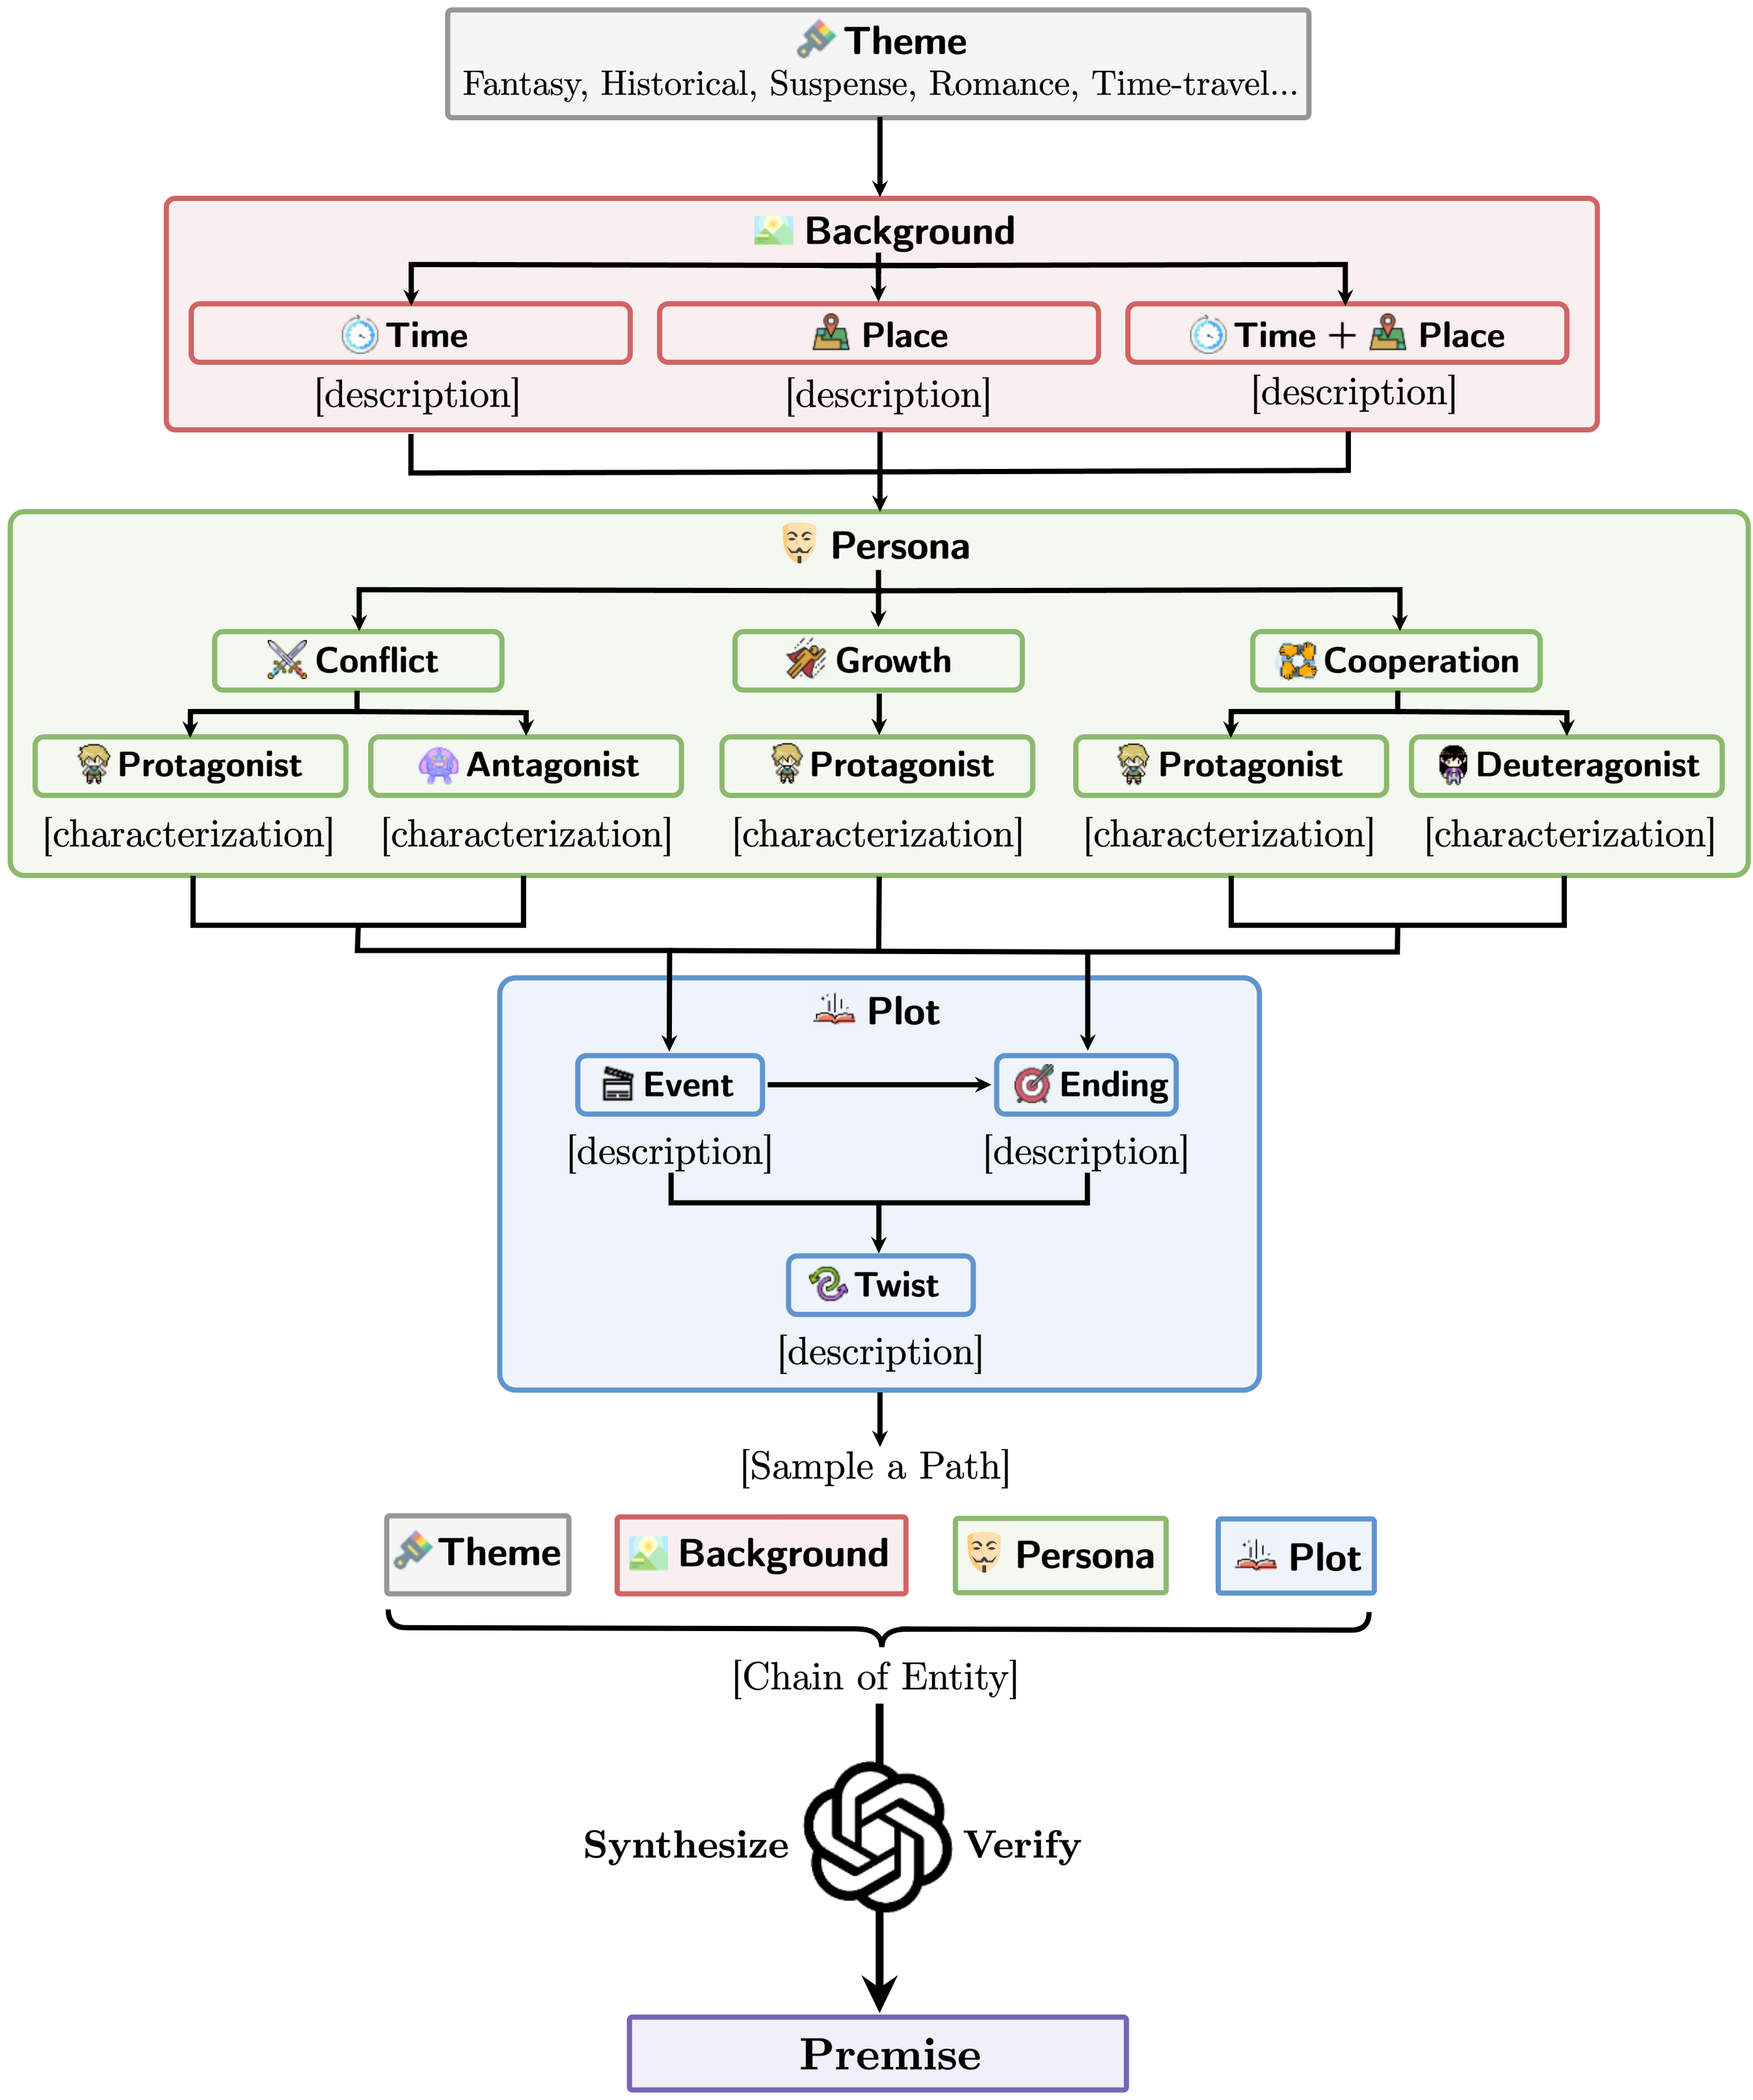 Theme
Fantasy, Historical, Suspense, Romance, Time-travel...
Background
Time
Place
Time + Place
[description]
[description]
[description]
Persona
Conflict
Growth
Cooperation
Protagonist
Antagonist
Protagonist
Protagonist
Deuteragonist
[characterization]
[characterization]
[characterization]
[characterization]
[characterization]
Plot
Event
Ending
[description]
[description]
Twist
[description]
[Sample a Path]
Theme
Background
Persona
Plot
[Chain of Entity]
Synthesize
Verify
Premise